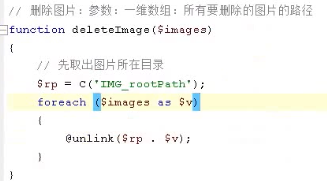 // 删除图片：参数：一维数组：所有要删除的图片的路径
function deleteImage($images)
{
    // 先取出图片所在目录
    $rp = C('IMG_rootPath');
    foreach ($images as $v)
    {
        @unlink($rp . $v);
    }
}